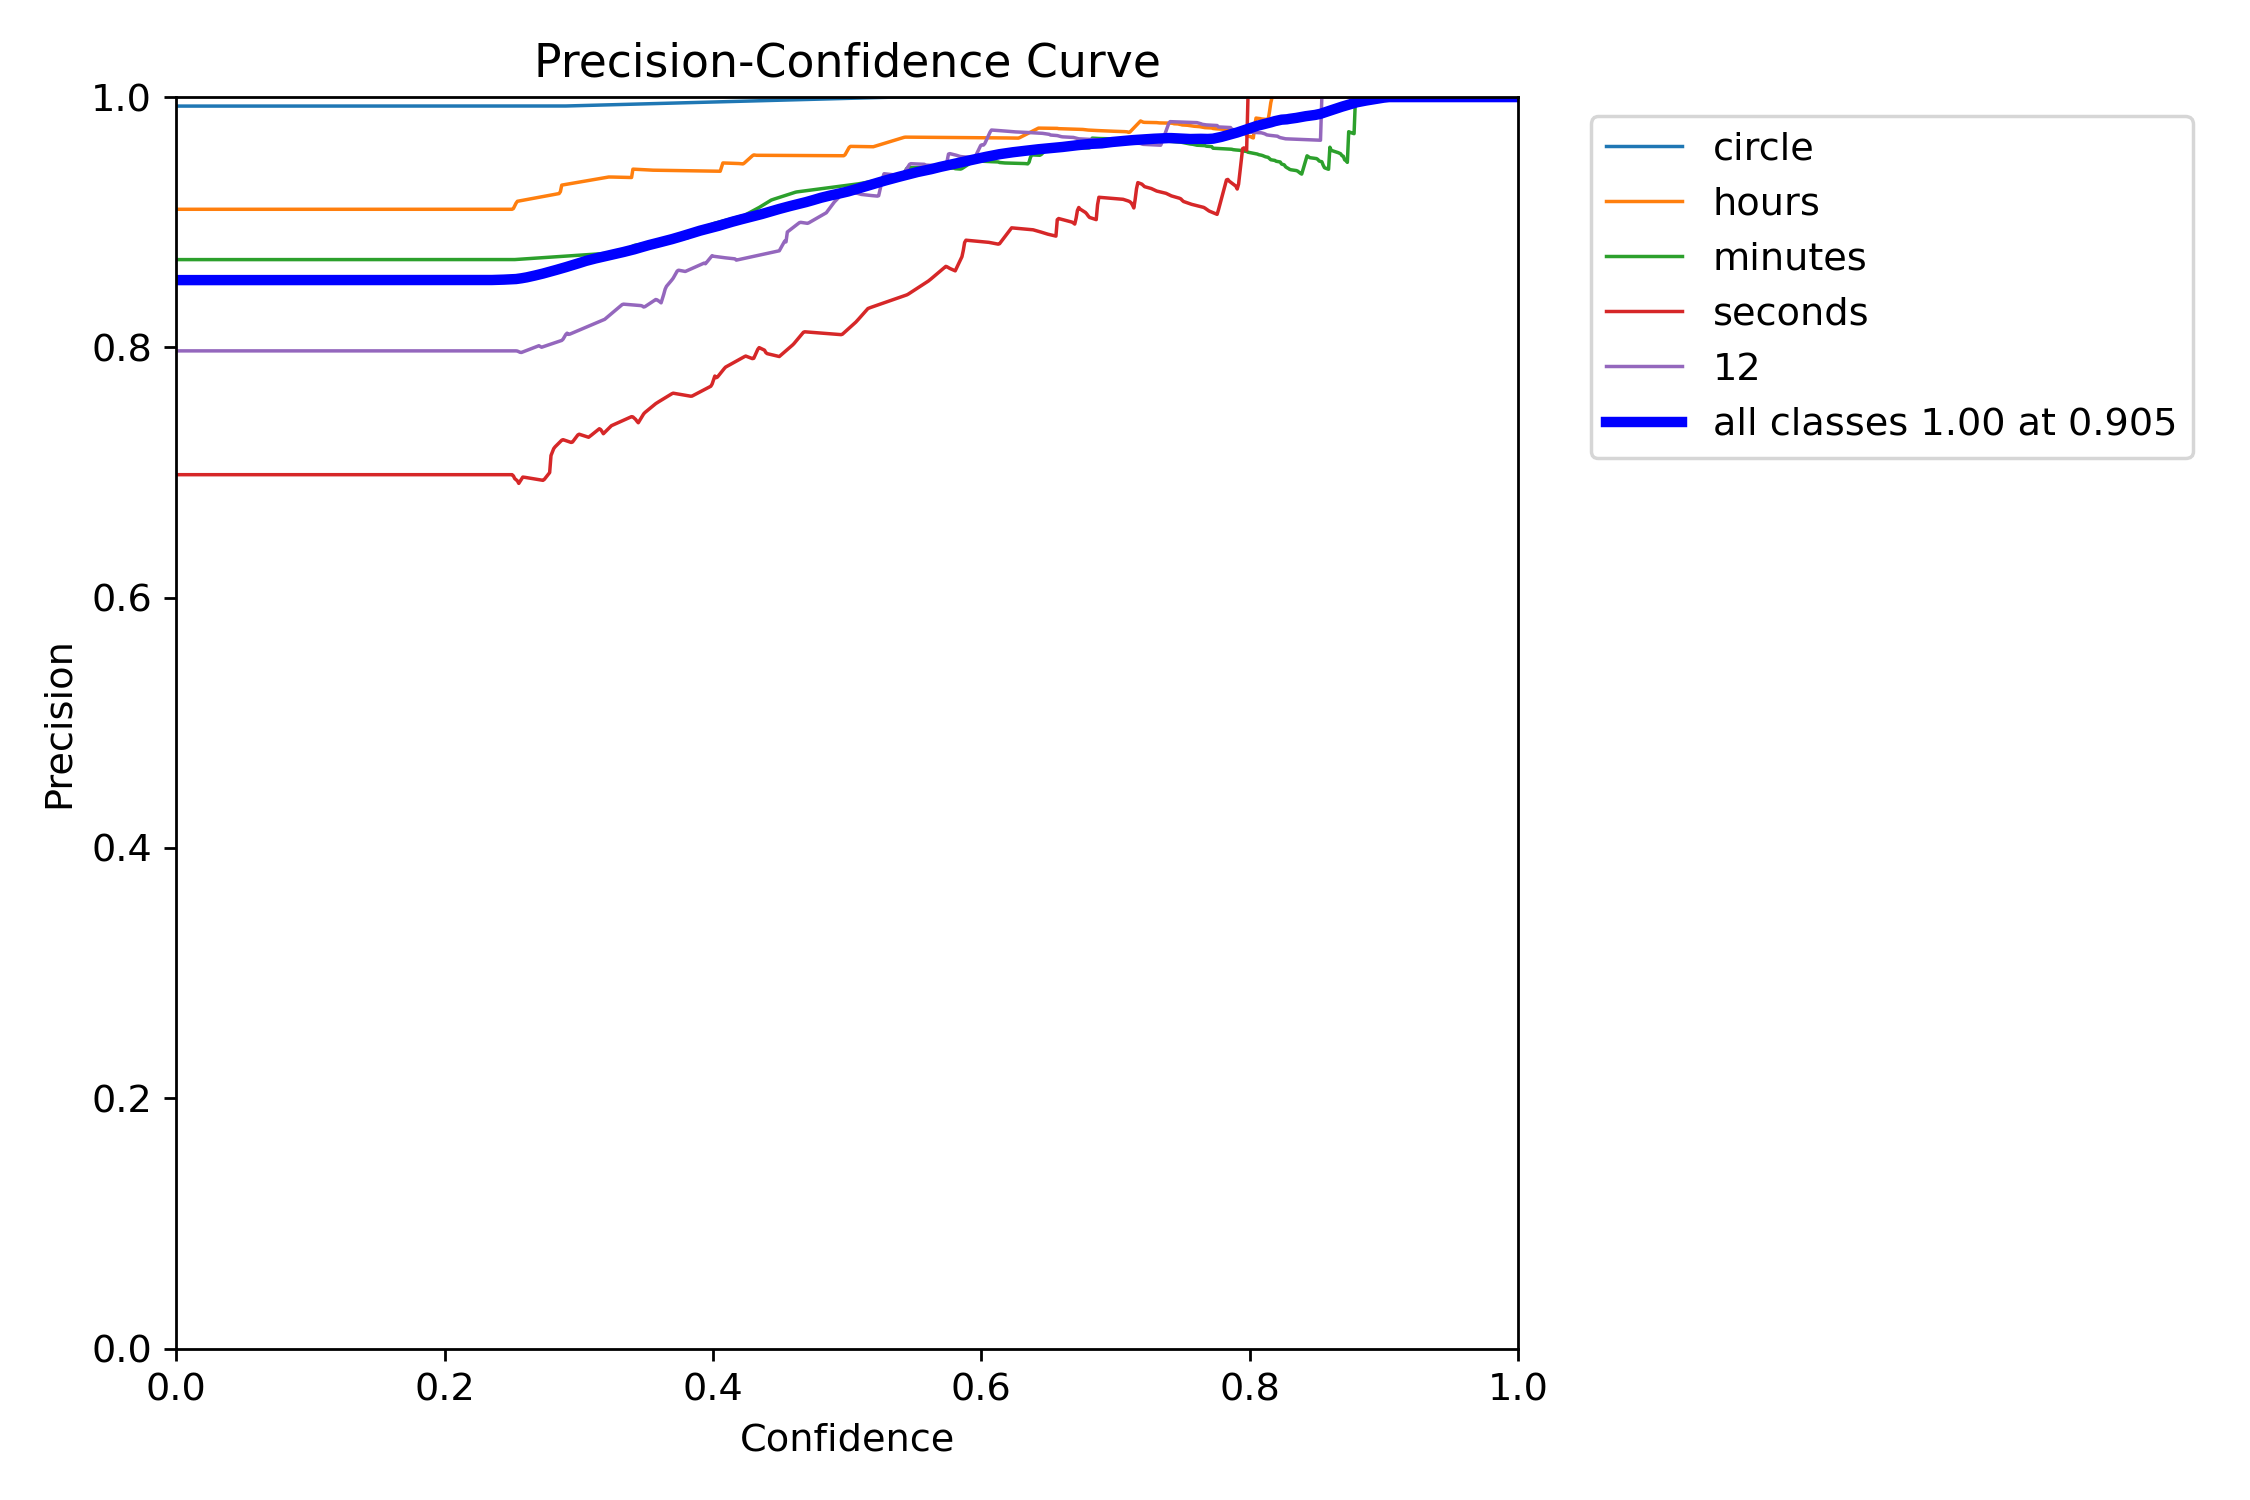 Precision-Confidence Curve
1.0
0.8
0.6
0.4
0.2
0.0
Precision
0.0 0.2 0.4 0.6 0.8 1.0
Confidence
circle
hours
minutes
seconds
12
all classes 1.00 at 0.905